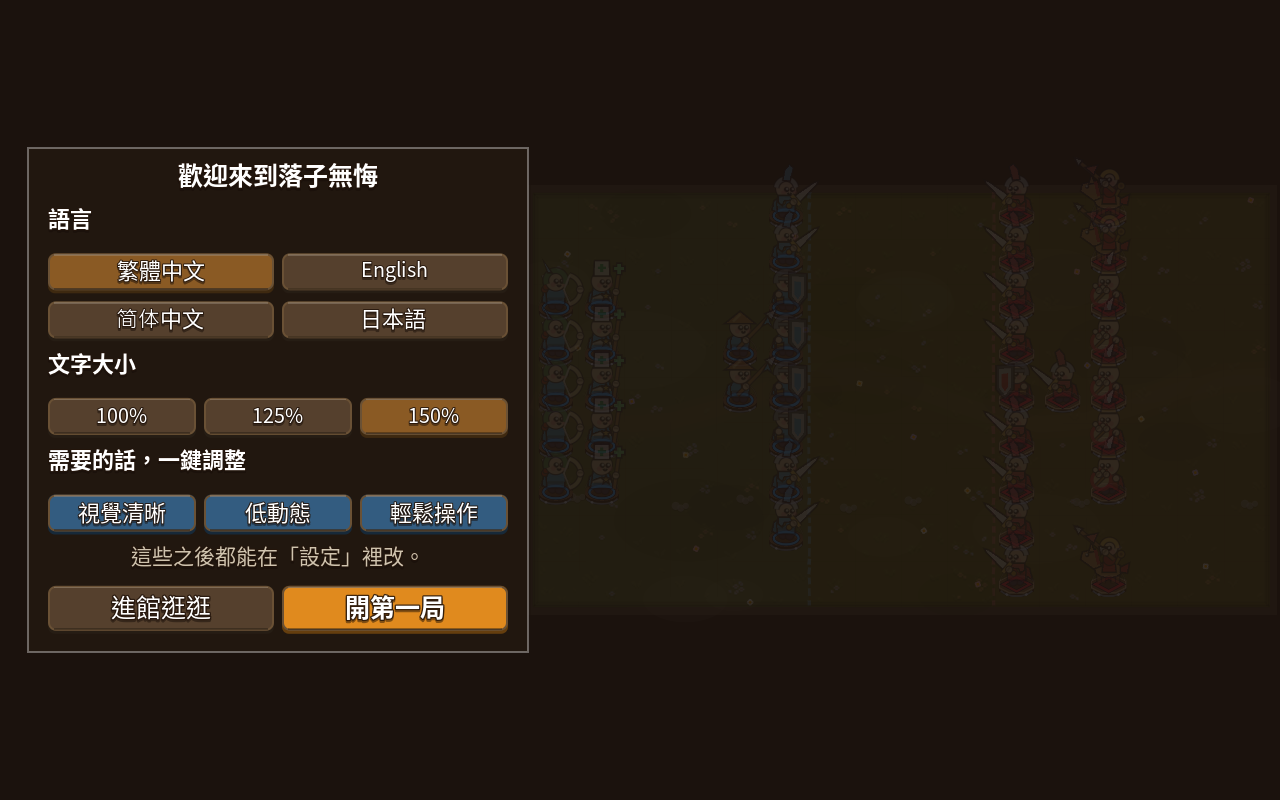 歡迎來到落子無悔
語言
繁體中文 English
简体中文 日本語
文字大小
100% 125% 150%
需要的話，一鍵調整
視覺清晰 低動態 輕鬆操作
這些之後都能在「設定」裡改。
進館逛逛 開第一局